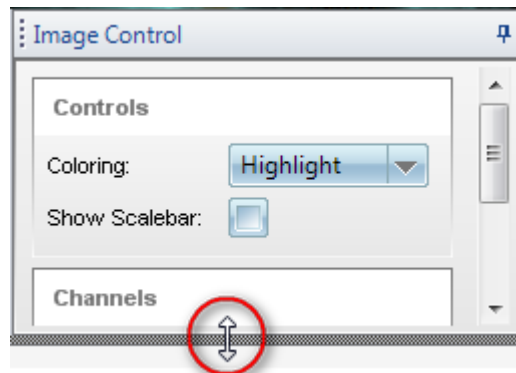 Image Control
Controls
Coloring: Highlight
Show Scalebar:
Channels